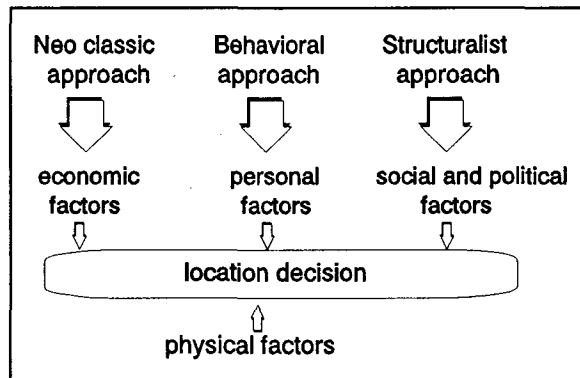 Neo classic
approach
Behavioral
approach
Structuralist
approach
economic
factors
personal
factors
social and political
factors
location decision
physical factors